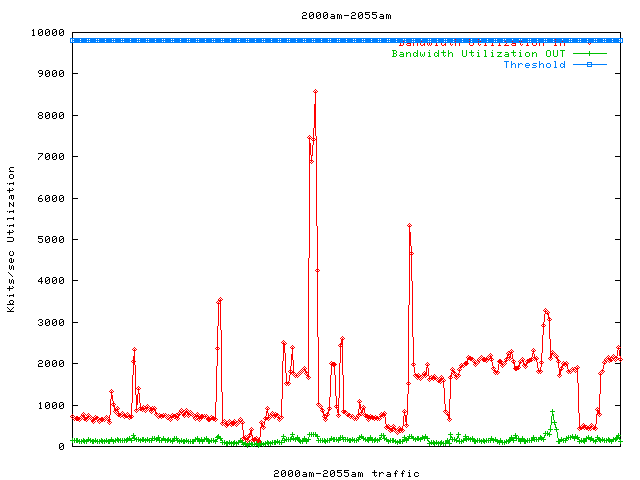 2000am-2055am
10000
Bandwidth Utilization IN
Bandwidth Utilization OUT
Threshold
9000
8000
7000
6000
5000
4000
3000
2000
1000
0
Kbits/sec Utilization
2000am-2055am traffic